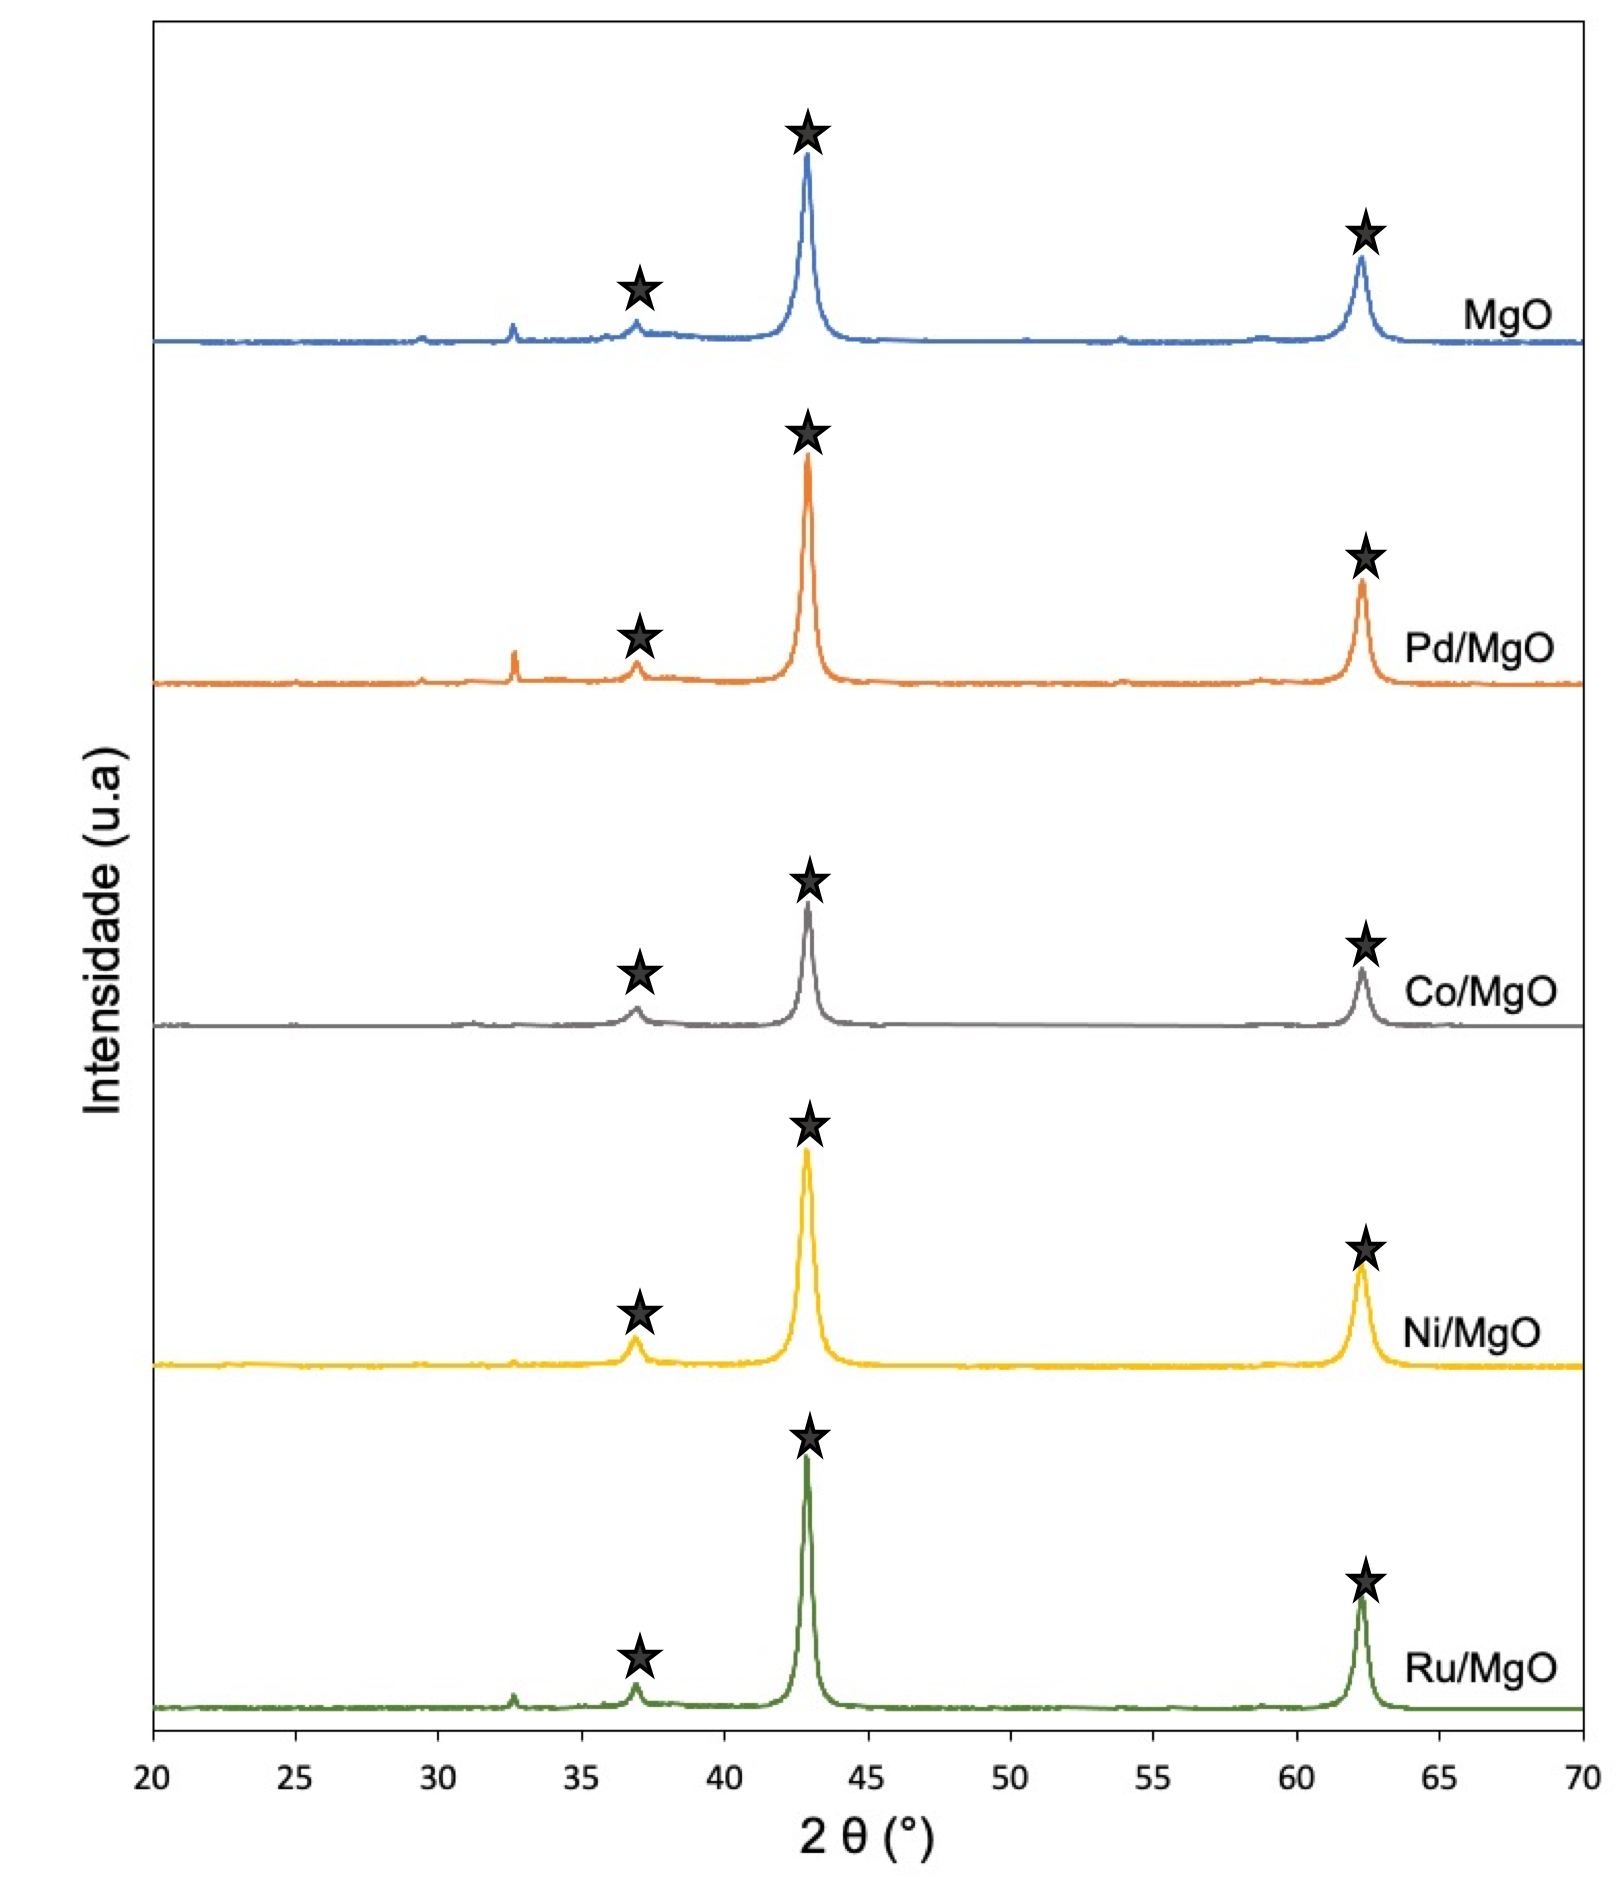 MgO
Pd/MgO
Co/MgO
Ni/MgO
Ru/MgO
Intensidade (u.a)
20 25 30 35 40 45 50 55 60 65 70
2 θ (°)